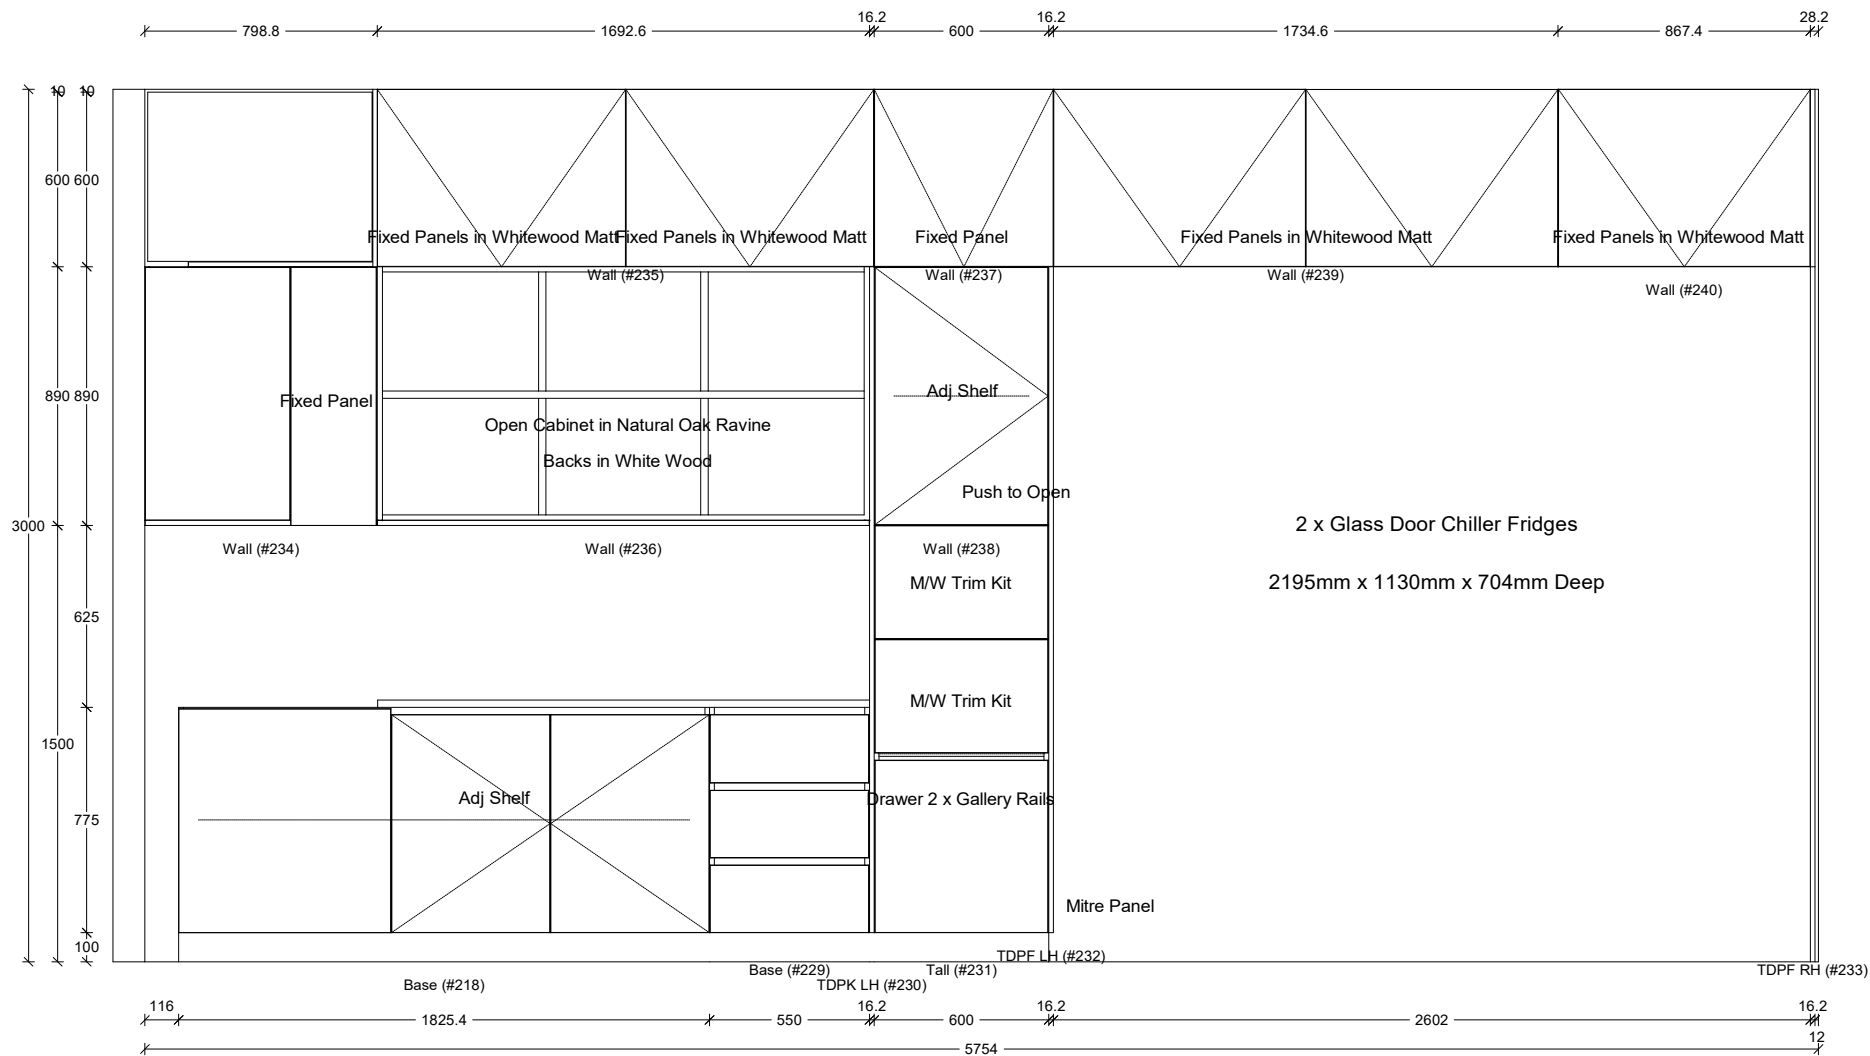 16.2 16.2 28.2
798.8 1692.6 600 1734.6 867.4
10 10
600 600
Fixed Panels in Whitewood Matt Fixed Panels in Whitewood Matt Fixed Panel Fixed Panels in Whitewood Matt Fixed Panels in Whitewood Matt
Wall (#235) Wall (#237) Wall (#239)
Wall (#240)
890 890 Fixed Panel Adj Shelf
Open Cabinet in Natural Oak Ravine
Backs in White Wood
Push to Open
3000 2 x Glass Door Chiller Fridges
Wall (#234) Wall (#236) Wall (#238)
M/W Trim Kit 2195mm x 1130mm x 704mm Deep
625
M/W Trim Kit
1500
Adj Shelf Drawer 2 x Gallery Rails
775
Mitre Panel
100
TDPF LH (#232)
Base (#229) Tall (#231) TDPF RH (#233)
Base (#218) TDPK LH (#230)
116 16.2 16.2 16.2
1825.4 550 600 2602
12
5754